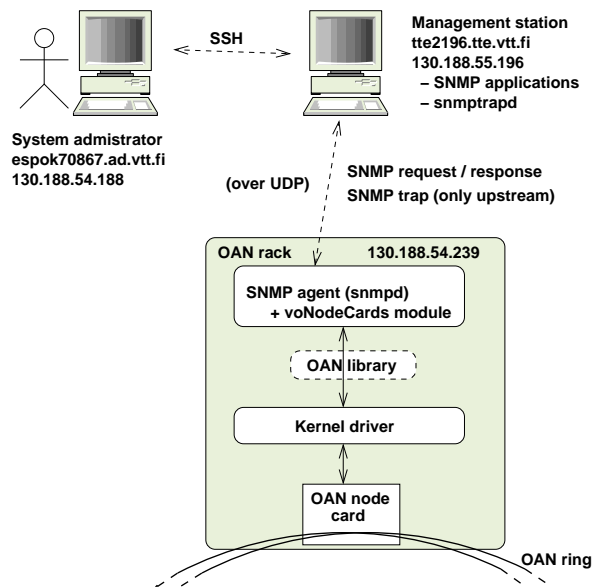 SSH
Management station
tte2196.tte.vtt.fi
130.188.55.196
– SNMP applications
– snmptrapd
System admistrator
espok70867.ad.vtt.fi
130.188.54.188
(over UDP)
SNMP request / response
SNMP trap (only upstream)
OAN rack 130.188.54.239
SNMP agent (snmpd)
+ voNodeCards module
OAN library
Kernel driver
OAN node
card
OAN ring